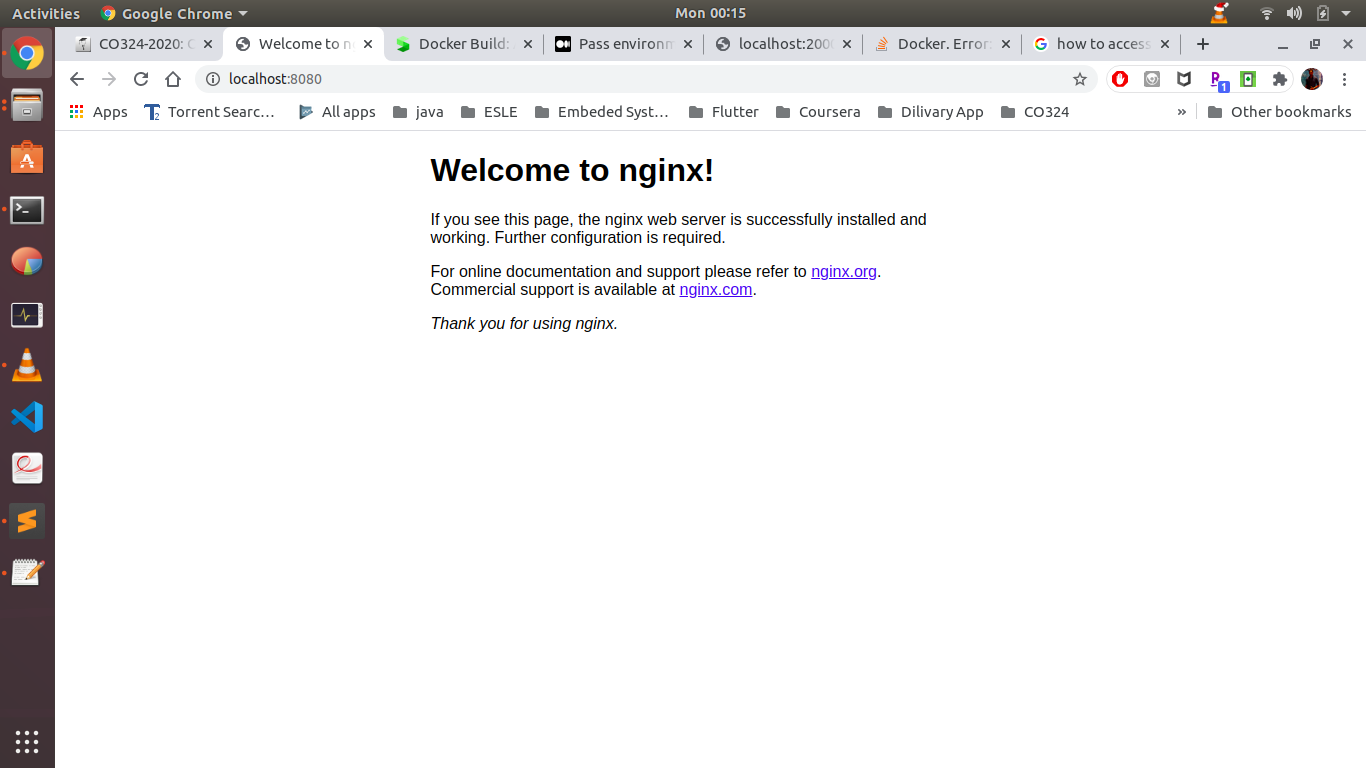 Activities
Google Chrome
Mon 00:15
CO324-2020: C
Welcome to n
Docker Build:
Pass environm
localhost:200
Docker. Error:
how to access
localhost:8080
1
Apps
Torrent Searc…
All apps
java
ESLE
Embeded Syst…
Flutter
Coursera
Dilivary App
CO324
»
Other bookmarks
Welcome to nginx!
If you see this page, the nginx web server is successfully installed and
working. Further configuration is required.
For online documentation and support please refer to nginx.org.
Commercial support is available at nginx.com.
Thank you for using nginx.